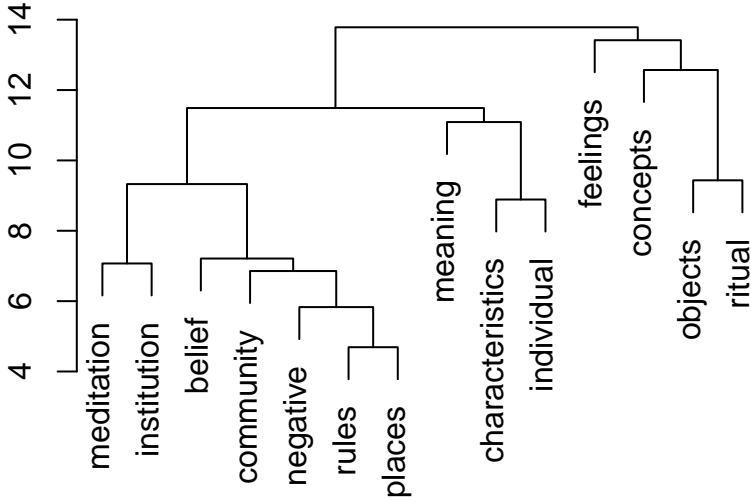 14
12
10
8
6
4
meditation
institution
belief
community
negative
rules
places
meaning
characteristics
individual
feelings
concepts
objects
ritual